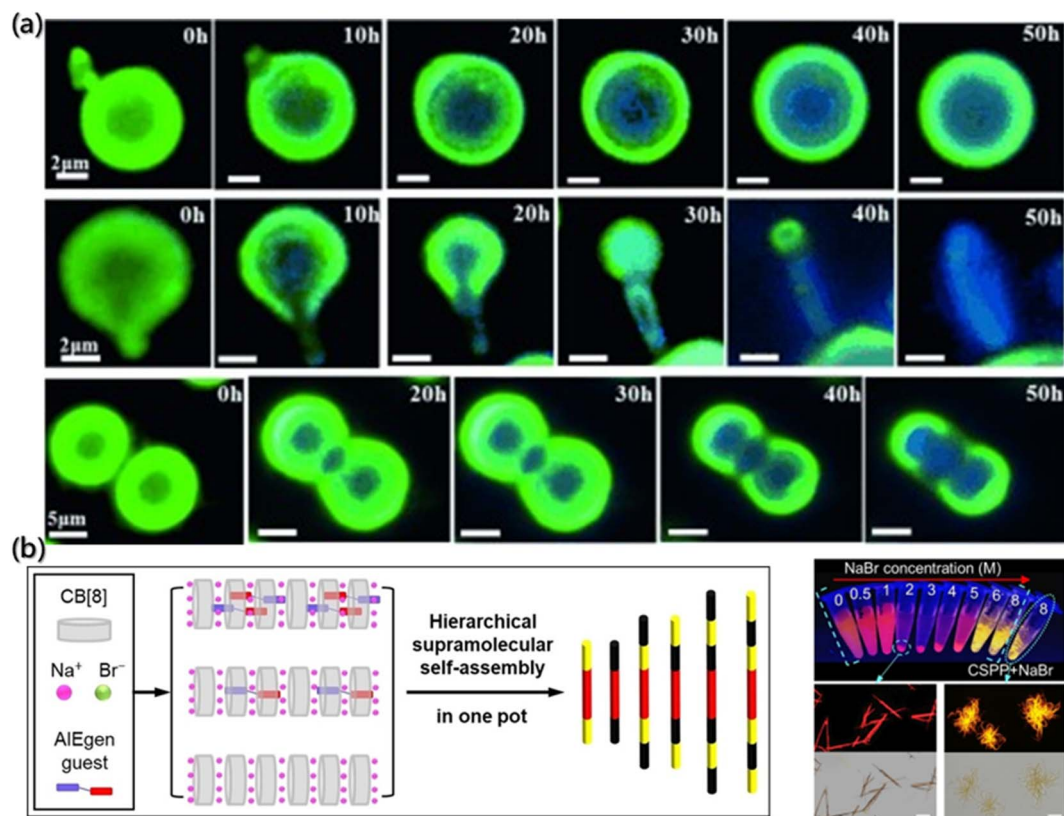 (a)
0h 10h 20h 30h 40h 50h
2μm
0h 10h 20h 30h 40h 50h
2μm
0h 20h 30h 40h 50h
5μm
(b)
CB[8]
Na⁺ Br⁻
AIEgen
guest
Hierarchical
supramolecular
self-assembly
in one pot
NaBr concentration (M)
0 0.5 1 2 3 4 5 6 8 8
CSPP+NaBr